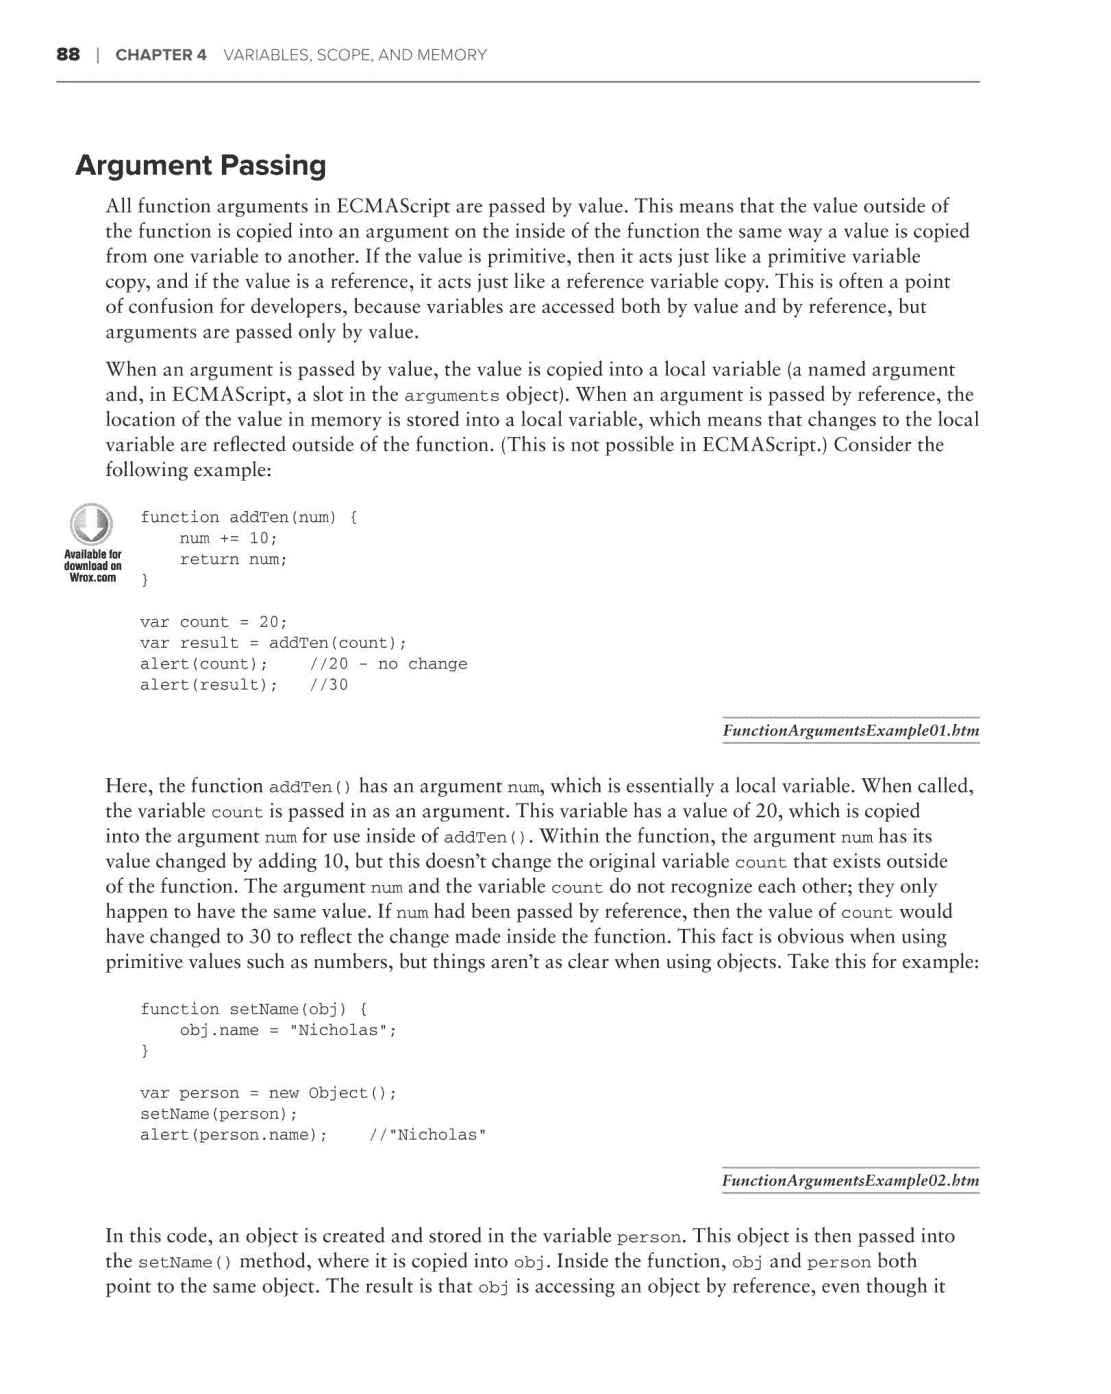 88 | CHAPTER 4 VARIABLES, SCOPE, AND MEMORY
Argument Passing
All function arguments in ECMAScript are passed by value. This means that the value outside of
the function is copied into an argument on the inside of the function the same way a value is copied
from one variable to another. If the value is primitive, then it acts just like a primitive variable
copy, and if the value is a reference, it acts just like a reference variable copy. This is often a point
of confusion for developers, because variables are accessed both by value and by reference, but
arguments are passed only by value.
When an argument is passed by value, the value is copied into a local variable (a named argument
and, in ECMAScript, a slot in the arguments object). When an argument is passed by reference, the
location of the value in memory is stored into a local variable, which means that changes to the local
variable are reflected outside of the function. (This is not possible in ECMAScript.) Consider the
following example:
Available for
download on
Wrox.com
function addTen(num) {
    num += 10;
    return num;
}
var count = 20;
var result = addTen(count);
alert(count);    //20 - no change
alert(result);   //30
FunctionArgumentsExample01.htm
Here, the function addTen() has an argument num, which is essentially a local variable. When called,
the variable count is passed in as an argument. This variable has a value of 20, which is copied
into the argument num for use inside of addTen(). Within the function, the argument num has its
value changed by adding 10, but this doesn't change the original variable count that exists outside
of the function. The argument num and the variable count do not recognize each other; they only
happen to have the same value. If num had been passed by reference, then the value of count would
have changed to 30 to reflect the change made inside the function. This fact is obvious when using
primitive values such as numbers, but things aren't as clear when using objects. Take this for example:
function setName(obj) {
    obj.name = "Nicholas";
}
var person = new Object();
setName(person);
alert(person.name);    //"Nicholas"
FunctionArgumentsExample02.htm
In this code, an object is created and stored in the variable person. This object is then passed into
the setName() method, where it is copied into obj. Inside the function, obj and person both
point to the same object. The result is that obj is accessing an object by reference, even though it